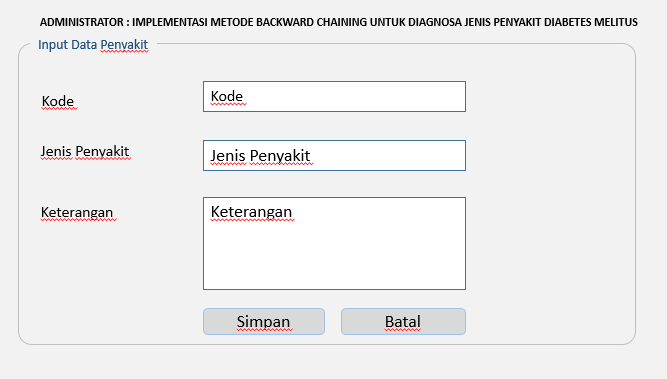 ADMINISTRATOR : IMPLEMENTASI METODE BACKWARD CHAINING UNTUK DIAGNOSA JENIS PENYAKIT DIABETES MELITUS
Input Data Penyakit
Kode
Kode
Jenis Penyakit
Jenis Penyakit
Keterangan
Keterangan
Simpan Batal